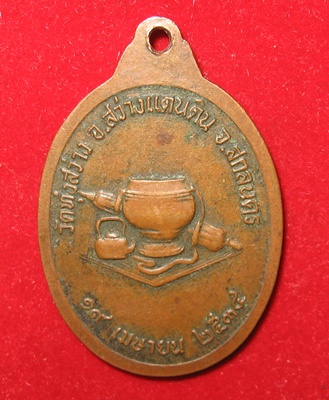 วัดทุ่งสว่าง อ.สว่างแดนดิน จ.สกลนคร
๑๙ เมษายน ๒๕๓๔